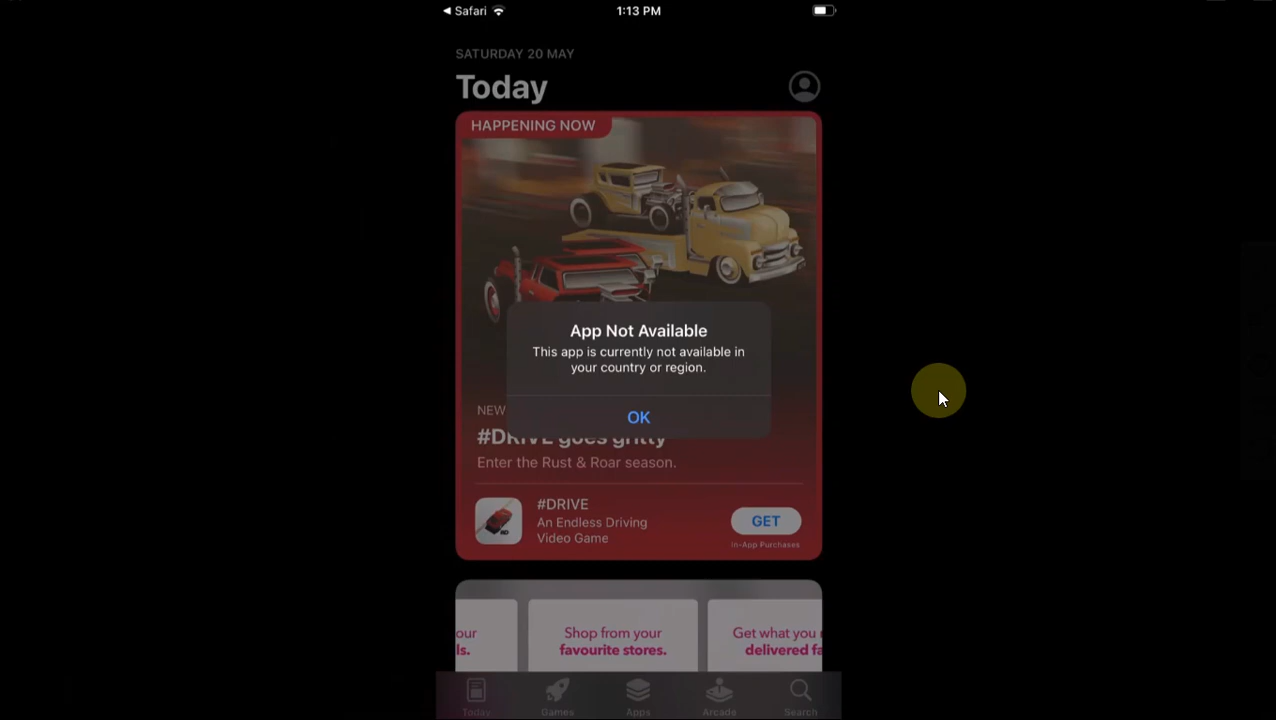 Safari
1:13 PM
SATURDAY 20 MAY
Today
HAPPENING NOW
App Not Available
This app is currently not available in
your country or region.
OK
NEW
#DRIVE goes gritty
Enter the Rust & Roar season.
#DRIVE
An Endless Driving
Video Game
GET
In-App Purchases
Shop from your
favourite stores.
Get what you
delivered
Today Games Apps Arcade Search